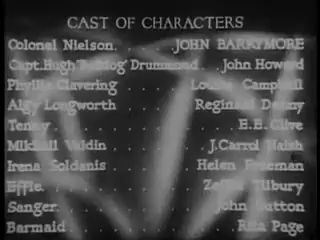 CAST OF CHARACTERS
Colonel Nielson. . . . .JOHN BARRYMORE
Capt. Hugh "Bulldog" Drummond. . John Howard
Phyllis Clavering . . . . Louise Campbell
Algy Longworth . . . . Reginald Denny
Tenny . . . . . . . . . E.E.Clive
Mikhail Valdin . . . . . J.Carrol Naish
Irena Soldanis . . . . . Helen Freeman
Effie. . . . . . . . . Zeffie Tilbury
Sanger. . . . . . . . John Sutton
Barmaid . . . . . . . . Rita Page